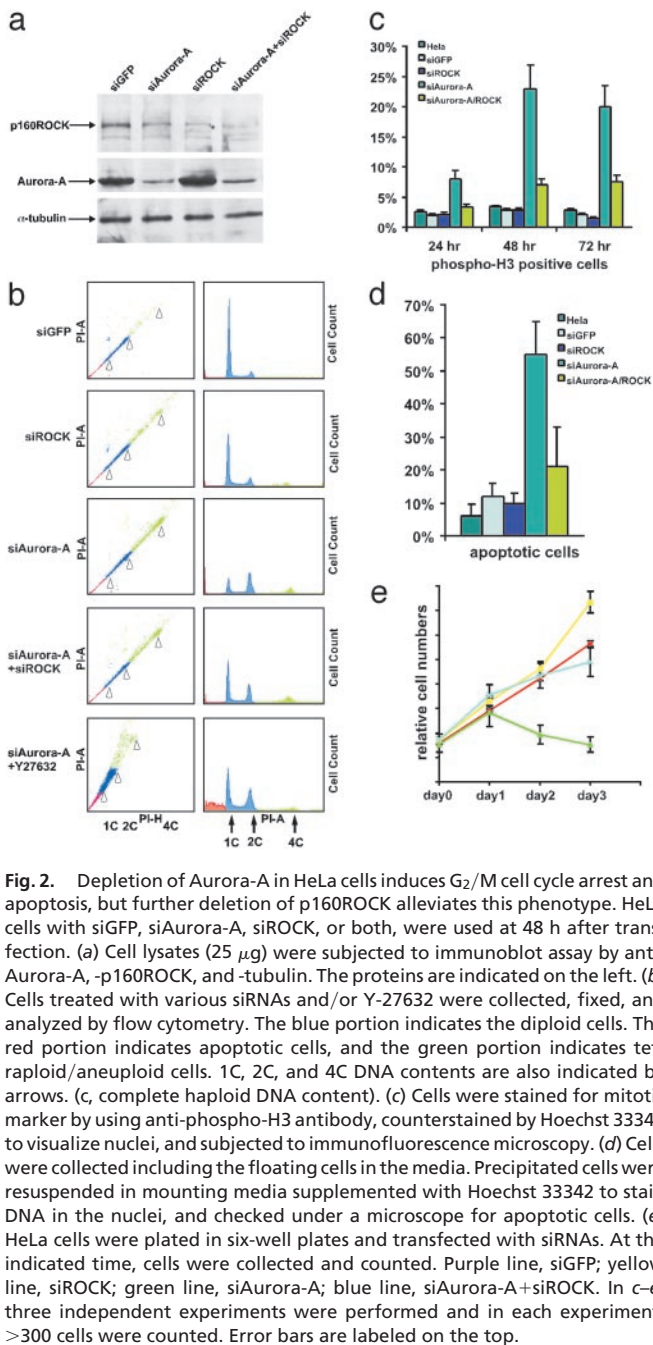 a
siGFP
siAurora-A
siROCK
siAurora-A+siROCK
p160ROCK
Aurora-A
α-tubulin
c
Hela
siGFP
siROCK
siAurora-A
siAurora-A/ROCK
30%
25%
20%
15%
10%
5%
0%
24 hr 48 hr 72 hr
phospho-H3 positive cells
b
siGFP
PI-A
Cell Count
siROCK
PI-A
Cell Count
siAurora-A
PI-A
Cell Count
siAurora-A
+siROCK
PI-A
Cell Count
siAurora-A
+Y27632
PI-A
Cell Count
1C 2C PI-H 4C
PI-A
1C 2C 4C
d
Hela
siGFP
siROCK
siAurora-A
siAurora-A/ROCK
70%
60%
50%
40%
30%
20%
10%
0%
apoptotic cells
e
relative cell numbers
day0 day1 day2 day3
Fig. 2. Depletion of Aurora-A in HeLa cells induces G2/M cell cycle arrest an
apoptosis, but further deletion of p160ROCK alleviates this phenotype. HeL
cells with siGFP, siAurora-A, siROCK, or both, were used at 48 h after trans
fection. (a) Cell lysates (25 μg) were subjected to immunoblot assay by ant
Aurora-A, -p160ROCK, and -tubulin. The proteins are indicated on the left. (b
Cells treated with various siRNAs and/or Y-27632 were collected, fixed, an
analyzed by flow cytometry. The blue portion indicates the diploid cells. Th
red portion indicates apoptotic cells, and the green portion indicates te
raploid/aneuploid cells. 1C, 2C, and 4C DNA contents are also indicated b
arrows. (c, complete haploid DNA content). (c) Cells were stained for mitoti
marker by using anti-phospho-H3 antibody, counterstained by Hoechst 3334
to visualize nuclei, and subjected to immunofluorescence microscopy. (d) Cel
were collected including the floating cells in the media. Precipitated cells wer
resuspended in mounting media supplemented with Hoechst 33342 to stai
DNA in the nuclei, and checked under a microscope for apoptotic cells. (e
HeLa cells were plated in six-well plates and transfected with siRNAs. At th
indicated time, cells were collected and counted. Purple line, siGFP; yellow
line, siROCK; green line, siAurora-A; blue line, siAurora-A+siROCK. In c–e
three independent experiments were performed and in each experiment
>300 cells were counted. Error bars are labeled on the top.